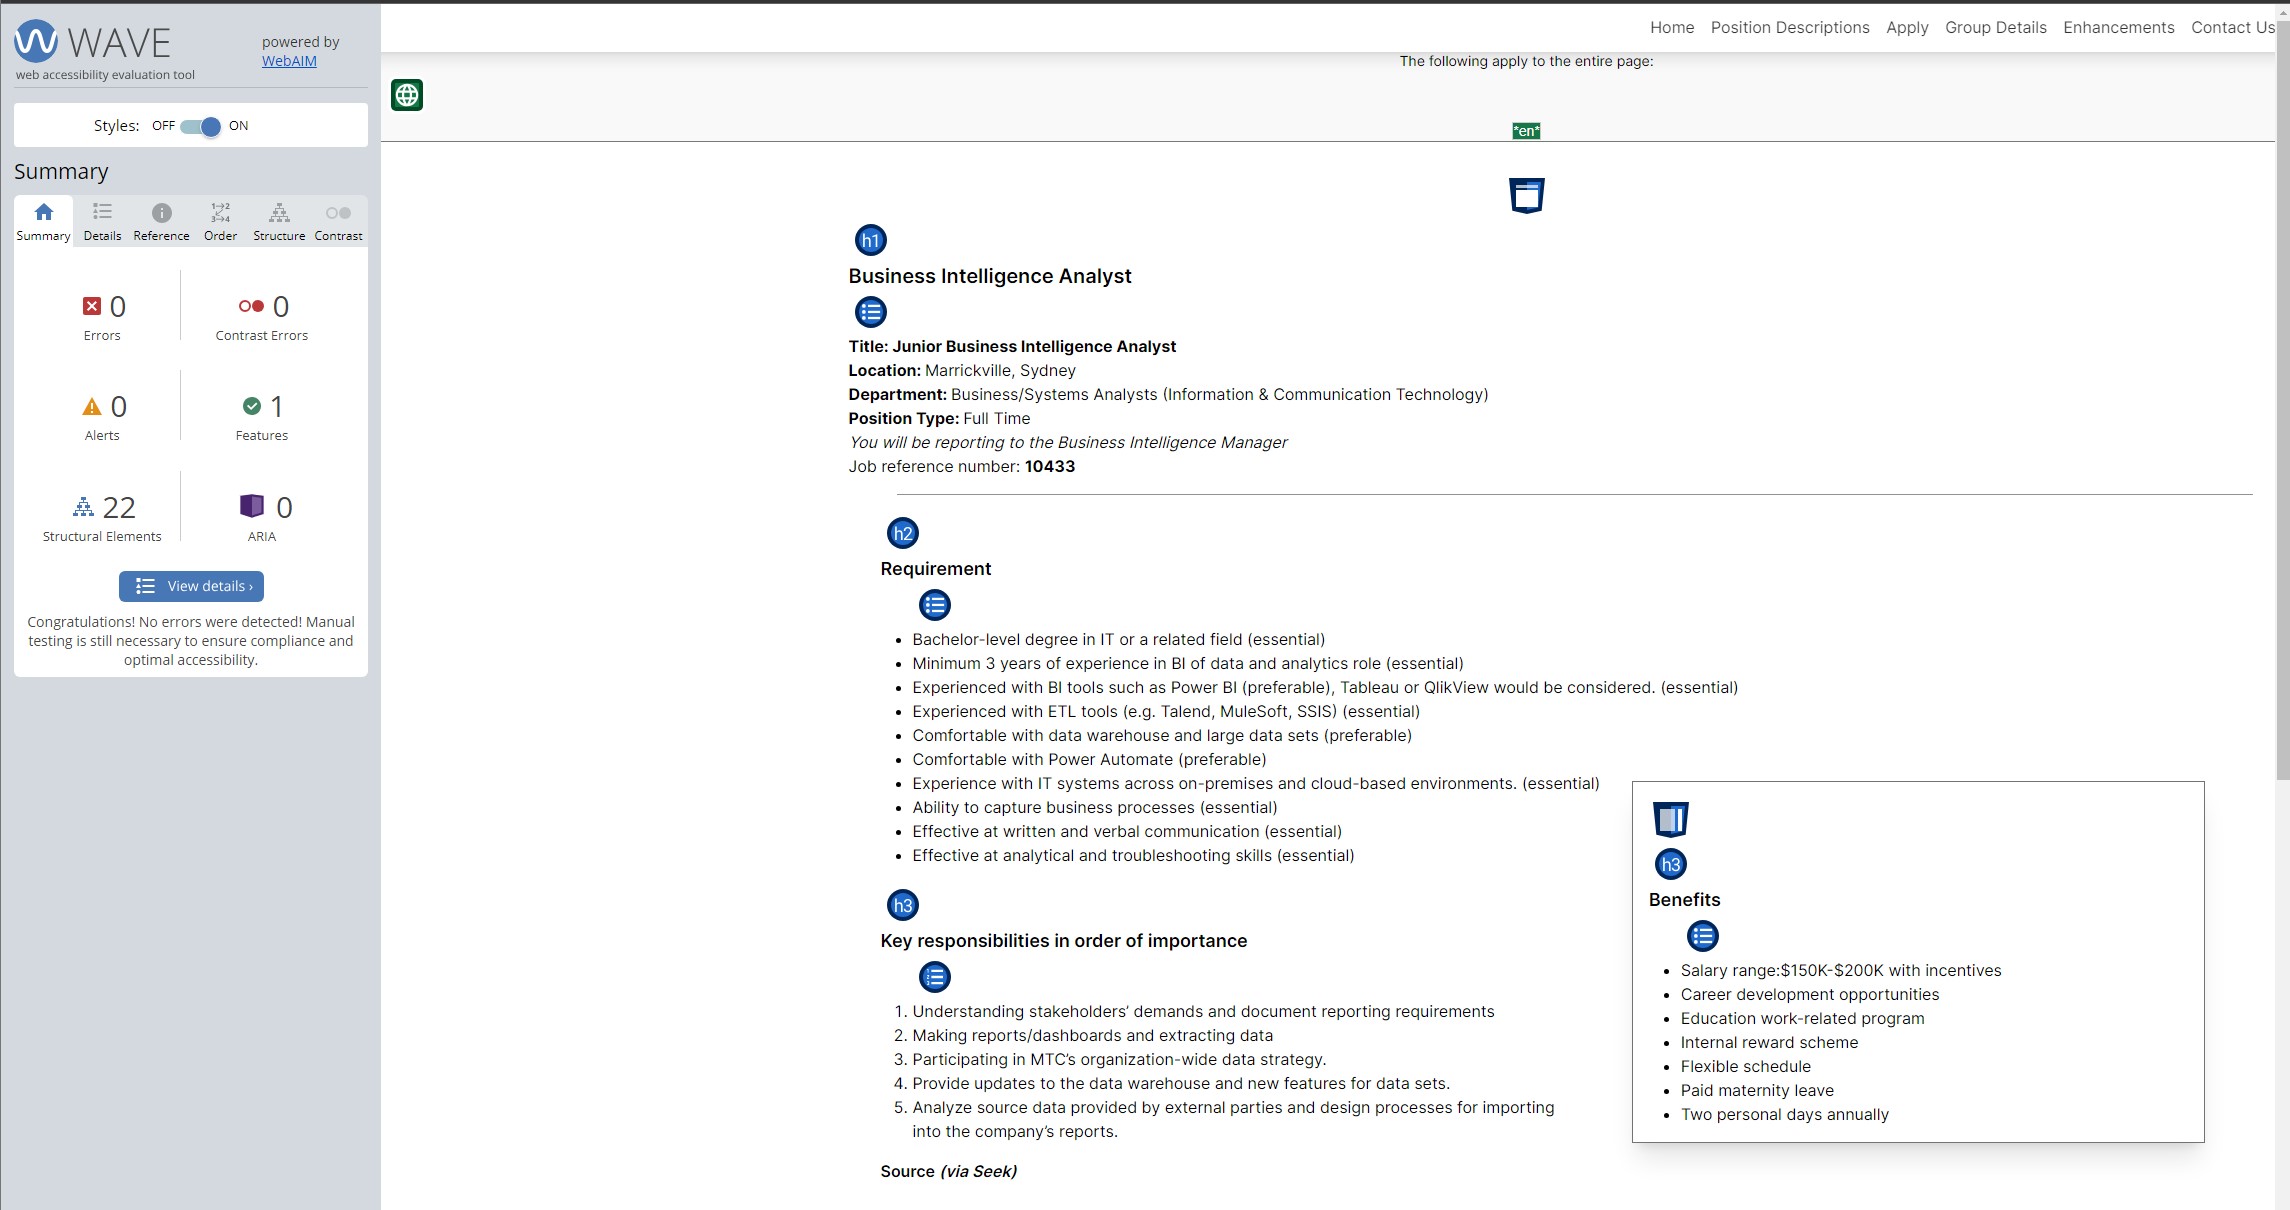 WAVE
powered by
WebAIM
web accessibility evaluation tool
Styles: OFF ON
Summary
Summary Details Reference Order Structure Contrast
0
Errors
0
Contrast Errors
0
Alerts
1
Features
22
Structural Elements
0
ARIA
View details ›
Congratulations! No errors were detected! Manual
testing is still necessary to ensure compliance and
optimal accessibility.
Home Position Descriptions Apply Group Details Enhancements Contact Us
The following apply to the entire page:
*en*
h1
Business Intelligence Analyst
Title: Junior Business Intelligence Analyst
Location: Marrickville, Sydney
Department: Business/Systems Analysts (Information & Communication Technology)
Position Type: Full Time
You will be reporting to the Business Intelligence Manager
Job reference number: 10433
h2
Requirement
• Bachelor-level degree in IT or a related field (essential)
• Minimum 3 years of experience in BI of data and analytics role (essential)
• Experienced with BI tools such as Power BI (preferable), Tableau or QlikView would be considered. (essential)
• Experienced with ETL tools (e.g. Talend, MuleSoft, SSIS) (essential)
• Comfortable with data warehouse and large data sets (preferable)
• Comfortable with Power Automate (preferable)
• Experience with IT systems across on-premises and cloud-based environments. (essential)
• Ability to capture business processes (essential)
• Effective at written and verbal communication (essential)
• Effective at analytical and troubleshooting skills (essential)
h3
Key responsibilities in order of importance
1. Understanding stakeholders’ demands and document reporting requirements
2. Making reports/dashboards and extracting data
3. Participating in MTC’s organization-wide data strategy.
4. Provide updates to the data warehouse and new features for data sets.
5. Analyze source data provided by external parties and design processes for importing
into the company’s reports.
Source (via Seek)
h3
Benefits
• Salary range:$150K-$200K with incentives
• Career development opportunities
• Education work-related program
• Internal reward scheme
• Flexible schedule
• Paid maternity leave
• Two personal days annually